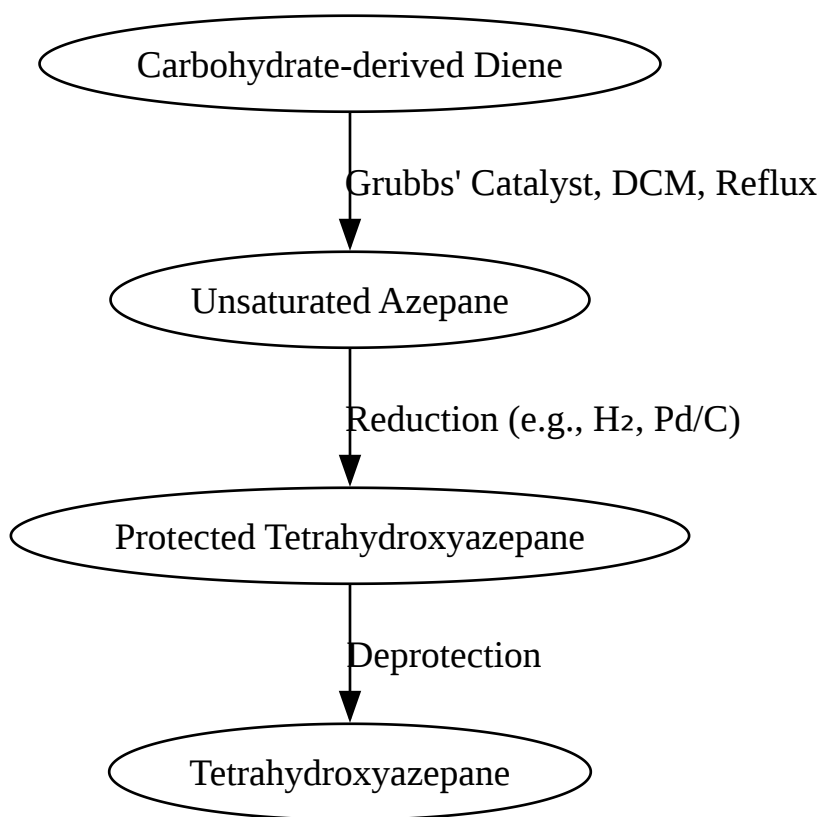 Carbohydrate-derived Diene
Grubbs' Catalyst, DCM, Reflux
Unsaturated Azepane
Reduction (e.g., H₂, Pd/C)
Protected Tetrahydroxyazepane
Deprotection
Tetrahydroxyazepane